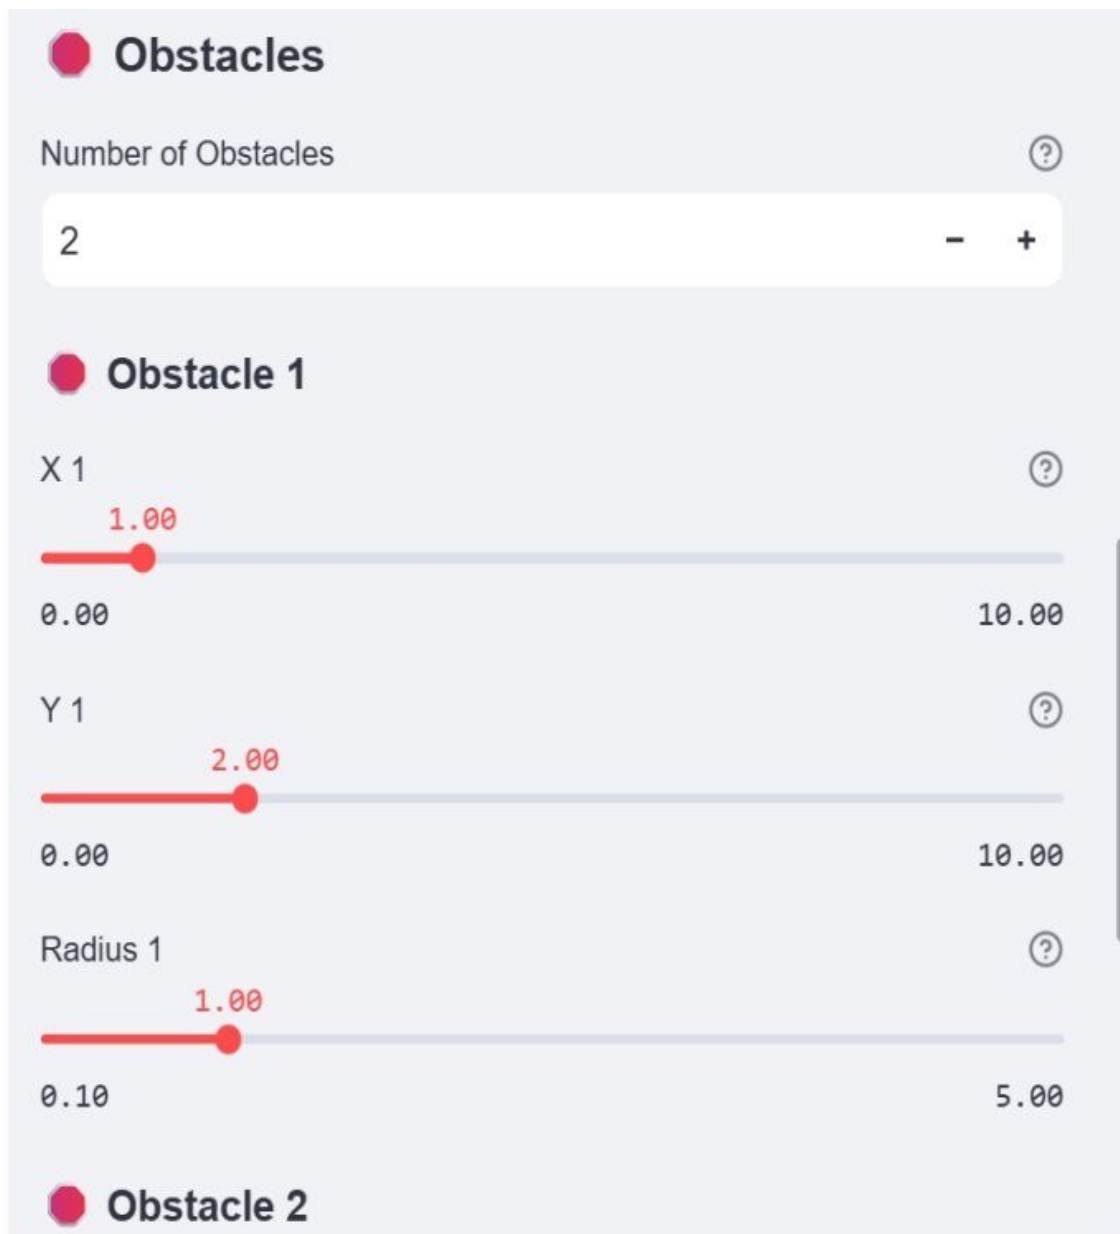 Obstacles
Number of Obstacles
2 - +
Obstacle 1
X 1
1.00
0.00 10.00
Y 1
2.00
0.00 10.00
Radius 1
1.00
0.10 5.00
Obstacle 2